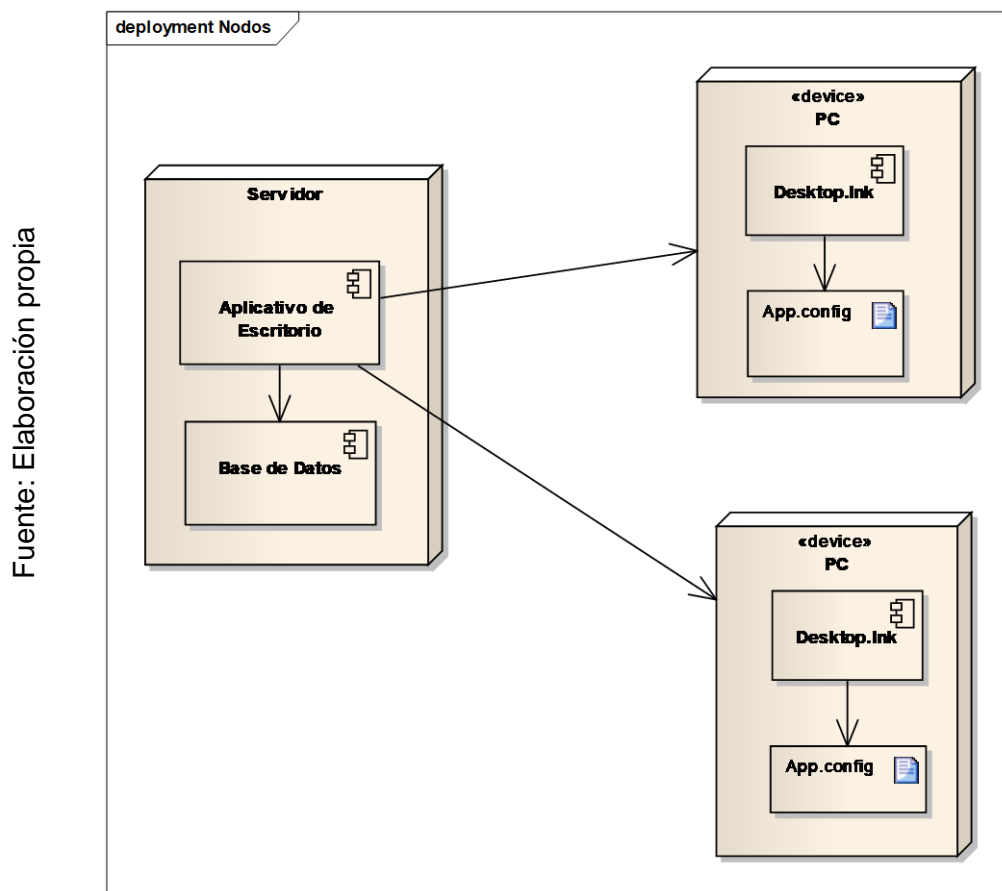 deployment Nodos
Fuente: Elaboración propia
Servidor
Aplicativo de
Escritorio
Base de Datos
«device»
PC
Desktop.lnk
App.config
«device»
PC
Desktop.lnk
App.config